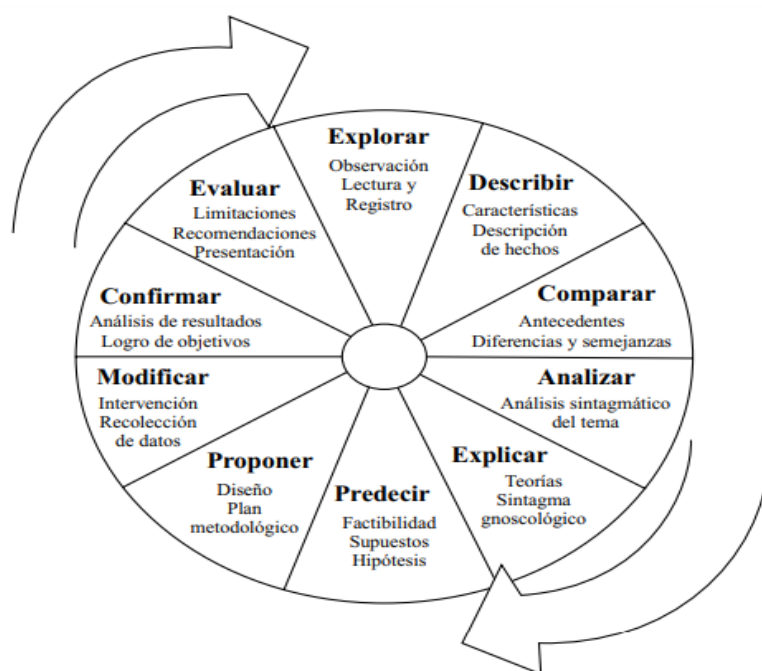 Explorar
Observación
Lectura y
Registro
Describir
Características
Descripción
de hechos
Comparar
Antecedentes
Diferencias y semejanzas
Analizar
Análisis sintagmático
del tema
Explicar
Teorías
Sintagma
gnoscológico
Predecir
Factibilidad
Supuestos
Hipótesis
Proponer
Diseño
Plan
metodológico
Modificar
Intervención
Recolección
de datos
Confirmar
Análisis de resultados
Logro de objetivos
Evaluar
Limitaciones
Recomendaciones
Presentación